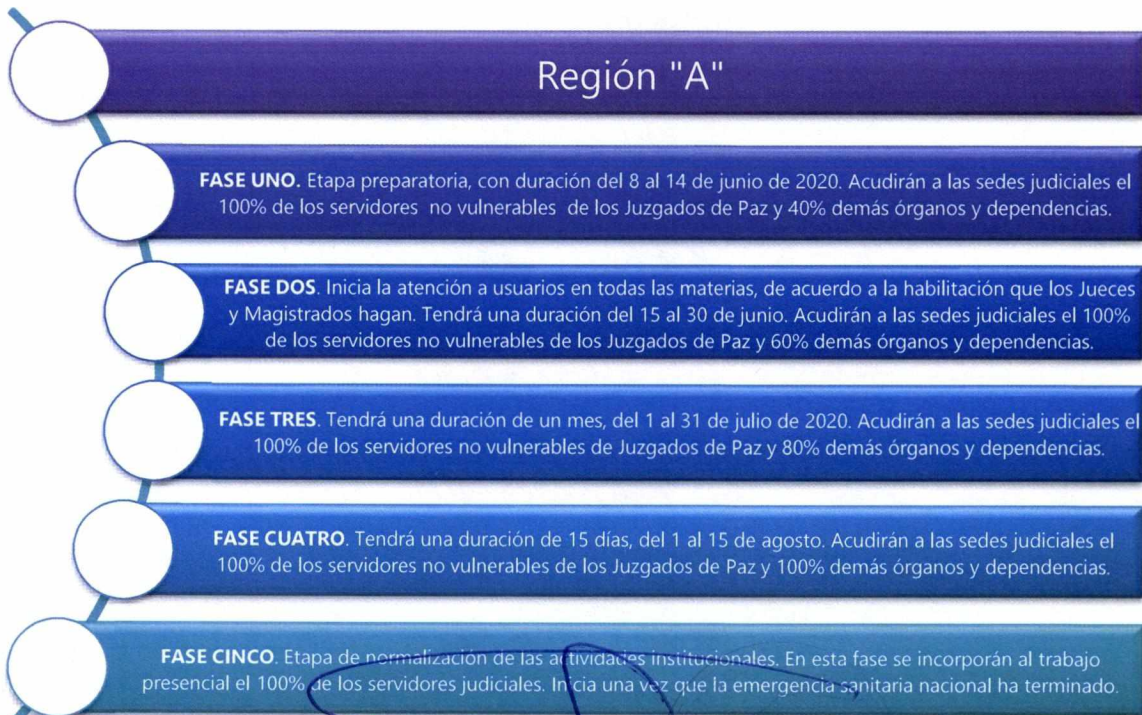 Región "A"
FASE UNO. Etapa preparatoria, con duración del 8 al 14 de junio de 2020. Acudirán a las sedes judiciales el
100% de los servidores no vulnerables de los Juzgados de Paz y 40% demás órganos y dependencias.
FASE DOS. Inicia la atención a usuarios en todas las materias, de acuerdo a la habilitación que los Jueces
y Magistrados hagan. Tendrá una duración del 15 al 30 de junio. Acudirán a las sedes judiciales el 100%
de los servidores no vulnerables de los Juzgados de Paz y 60% demás órganos y dependencias.
FASE TRES. Tendrá una duración de un mes, del 1 al 31 de julio de 2020. Acudirán a las sedes judiciales el
100% de los servidores no vulnerables de Juzgados de Paz y 80% demás órganos y dependencias.
FASE CUATRO. Tendrá una duración de 15 días, del 1 al 15 de agosto. Acudirán a las sedes judiciales el
100% de los servidores no vulnerables de los Juzgados de Paz y 100% demás órganos y dependencias.
FASE CINCO. Etapa de normalización de las actividades institucionales. En esta fase se incorporán al trabajo
presencial el 100% de los servidores judiciales. Inicia una vez que la emergencia sanitaria nacional ha terminado.